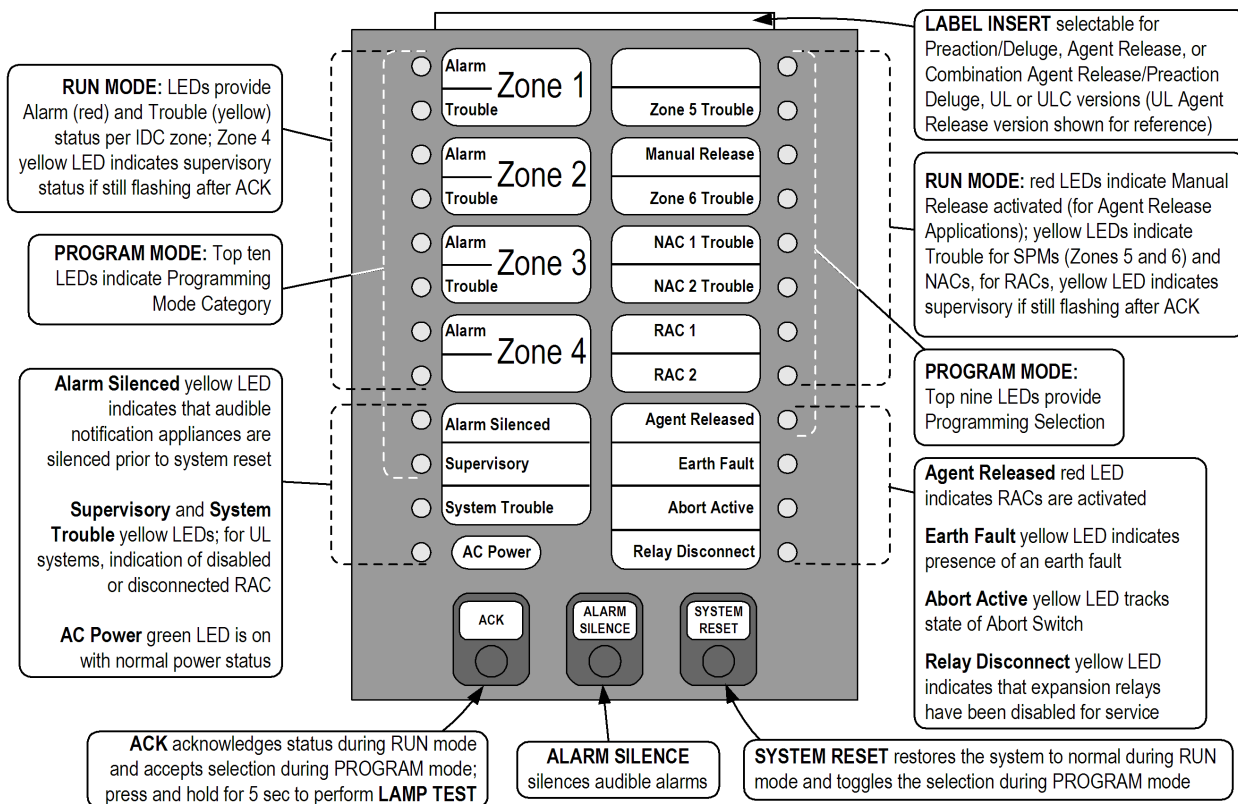 LABEL INSERT selectable for
Preaction/Deluge, Agent Release, or
Combination Agent Release/Preaction
Deluge, UL or ULC versions (UL Agent
Release version shown for reference)
RUN MODE: LEDs provide
Alarm (red) and Trouble (yellow)
status per IDC zone; Zone 4
yellow LED indicates supervisory
status if still flashing after ACK
PROGRAM MODE: Top ten
LEDs indicate Programming
Mode Category
Alarm Silenced yellow LED
indicates that audible
notification appliances are
silenced prior to system reset
Supervisory and System
Trouble yellow LEDs; for UL
systems, indication of disabled
or disconnected RAC
AC Power green LED is on
with normal power status
Alarm
Zone 1
Trouble
Alarm
Zone 2
Trouble
Alarm
Zone 3
Trouble
Alarm
Zone 4
Alarm Silenced
Supervisory
System Trouble
AC Power
Zone 5 Trouble
Manual Release
Zone 6 Trouble
NAC 1 Trouble
NAC 2 Trouble
RAC 1
RAC 2
Agent Released
Earth Fault
Abort Active
Relay Disconnect
ACK
ALARM
SILENCE
SYSTEM
RESET
RUN MODE: red LEDs indicate Manual
Release activated (for Agent Release
Applications); yellow LEDs indicate
Trouble for SPMs (Zones 5 and 6) and
NACs, for RACs, yellow LED indicates
supervisory if still flashing after ACK
PROGRAM MODE:
Top nine LEDs provide
Programming Selection
Agent Released red LED
indicates RACs are activated
Earth Fault yellow LED indicates
presence of an earth fault
Abort Active yellow LED tracks
state of Abort Switch
Relay Disconnect yellow LED
indicates that expansion relays
have been disabled for service
ACK acknowledges status during RUN mode
and accepts selection during PROGRAM mode;
press and hold for 5 sec to perform LAMP TEST
ALARM SILENCE
silences audible alarms
SYSTEM RESET restores the system to normal during RUN
mode and toggles the selection during PROGRAM mode